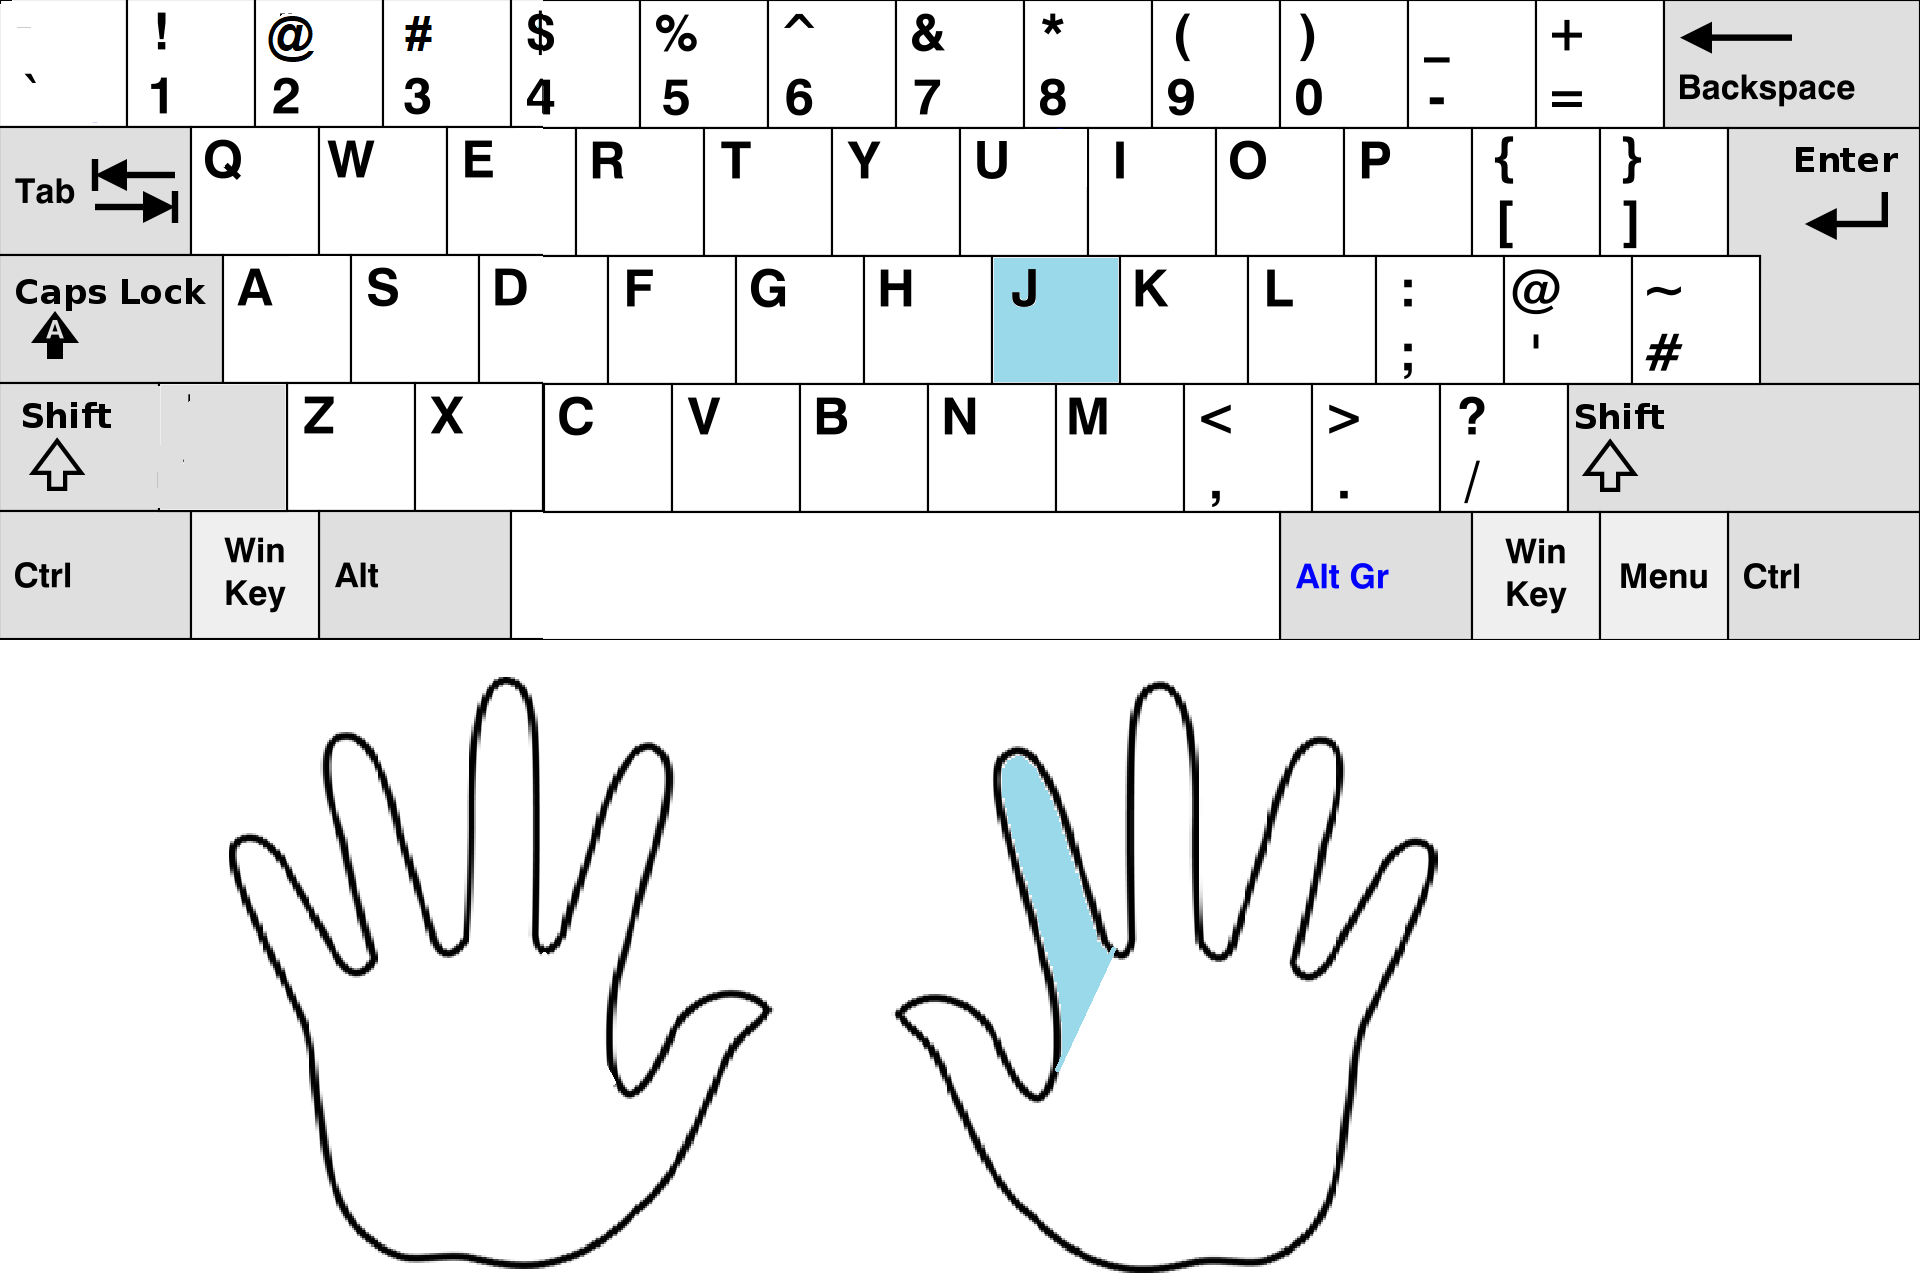 ! @ # $ % ^ & * ( ) _ +
` 1 2 3 4 5 6 7 8 9 0 - = Backspace
Tab Q W E R T Y U I O P { } Enter
[ ]
Caps Lock A S D F G H J K L : @ ~
A ; ' #
Shift Z X C V B N M < > ? Shift
, . /
Ctrl Win Key Alt Alt Gr Win Key Menu Ctrl